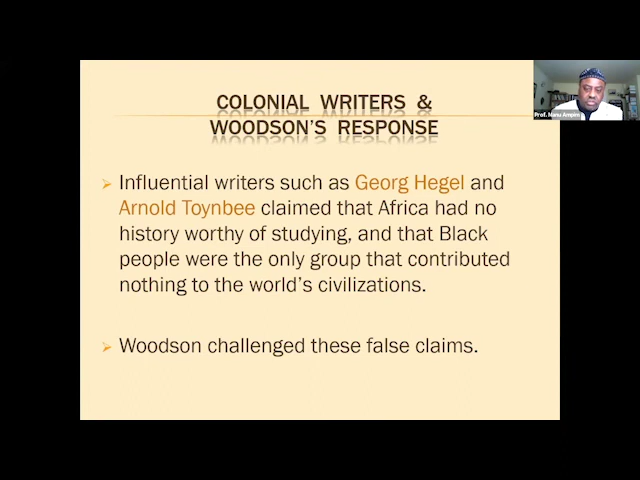 COLONIAL WRITERS &
WOODSON'S RESPONSE
Influential writers such as Georg Hegel and
Arnold Toynbee claimed that Africa had no
history worthy of studying, and that Black
people were the only group that contributed
nothing to the world's civilizations.
Woodson challenged these false claims.
Prof. Manu Ampim